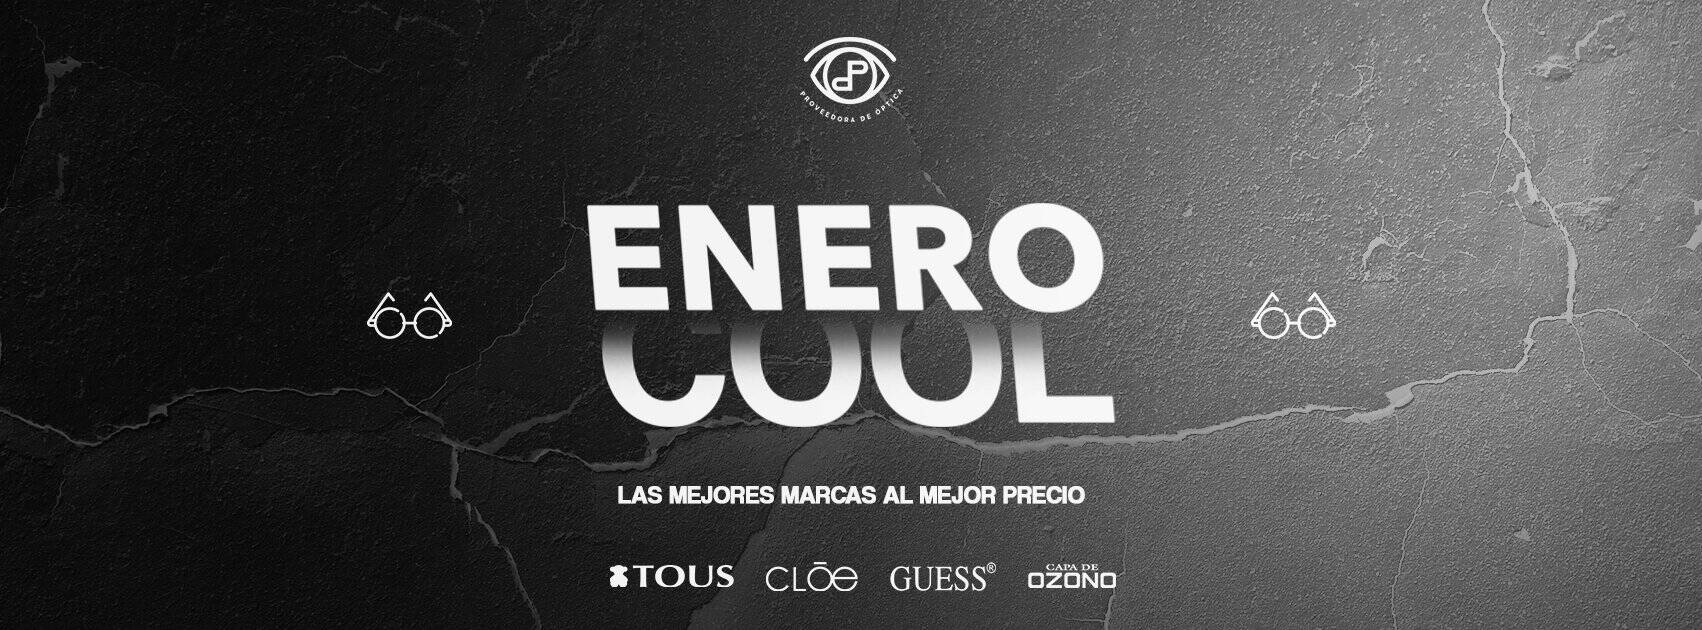 PROVEEDORA DE ÓPTICA
ENERO
COOL
LAS MEJORES MARCAS AL MEJOR PRECIO
TOUS CLŌE GUESS® CAPA DE OZONO